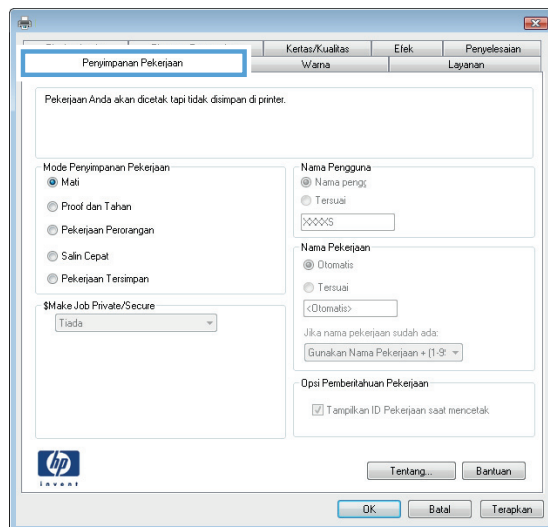 Kertas/Kualitas Efek Penyelesaian
Penyimpanan Pekerjaan Warna Layanan
Pekerjaan Anda akan dicetak tapi tidak disimpan di printer.
Mode Penyimpanan Pekerjaan
Mati
Proof dan Tahan
Pekerjaan Perorangan
Salin Cepat
Pekerjaan Tersimpan
$Make Job Private/Secure
Tiada
Nama Pengguna
Nama pengg
Tersuai
XXXXS
Nama Pekerjaan
Otomatis
Tersuai
<Otomatis>
Jika nama pekerjaan sudah ada:
Gunakan Nama Pekerjaan + (1-9
Opsi Pemberitahuan Pekerjaan
Tampilkan ID Pekerjaan saat mencetak
hp
invent
Tentang... Bantuan
OK Batal Terapkan